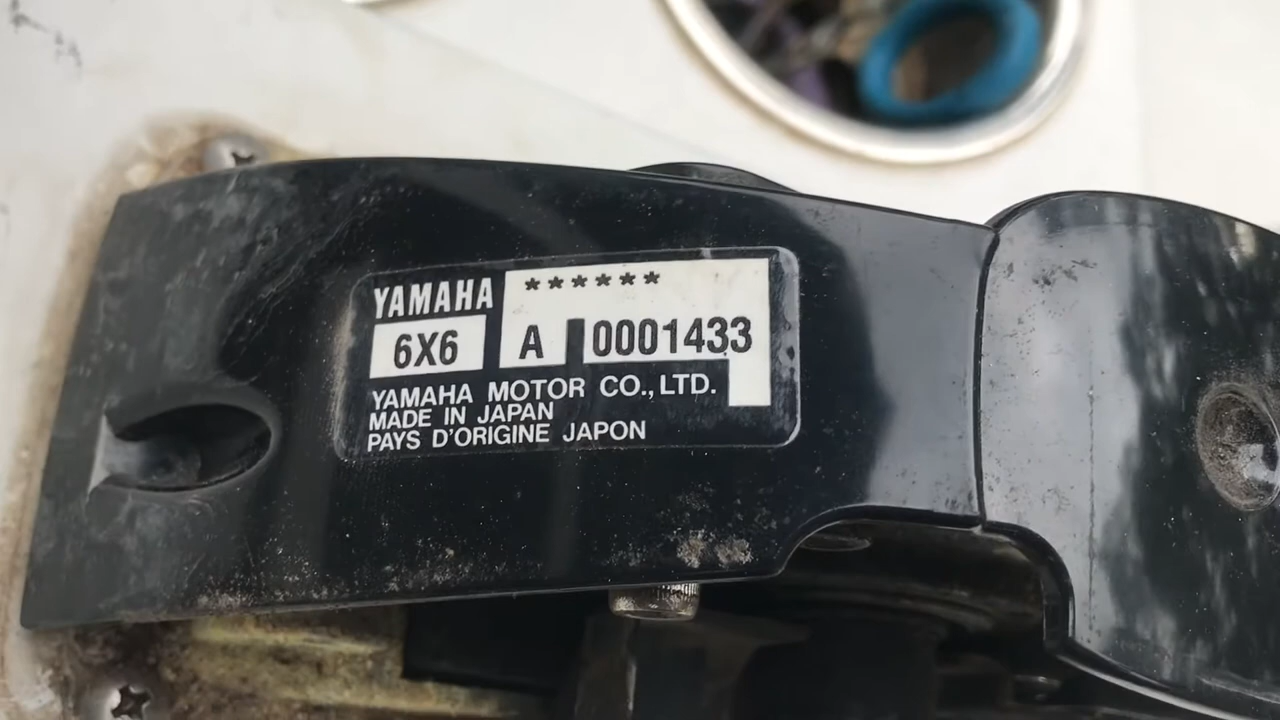 YAMAHA ******
6X6 A 0001433
YAMAHA MOTOR CO., LTD.
MADE IN JAPAN
PAYS D'ORIGINE JAPON